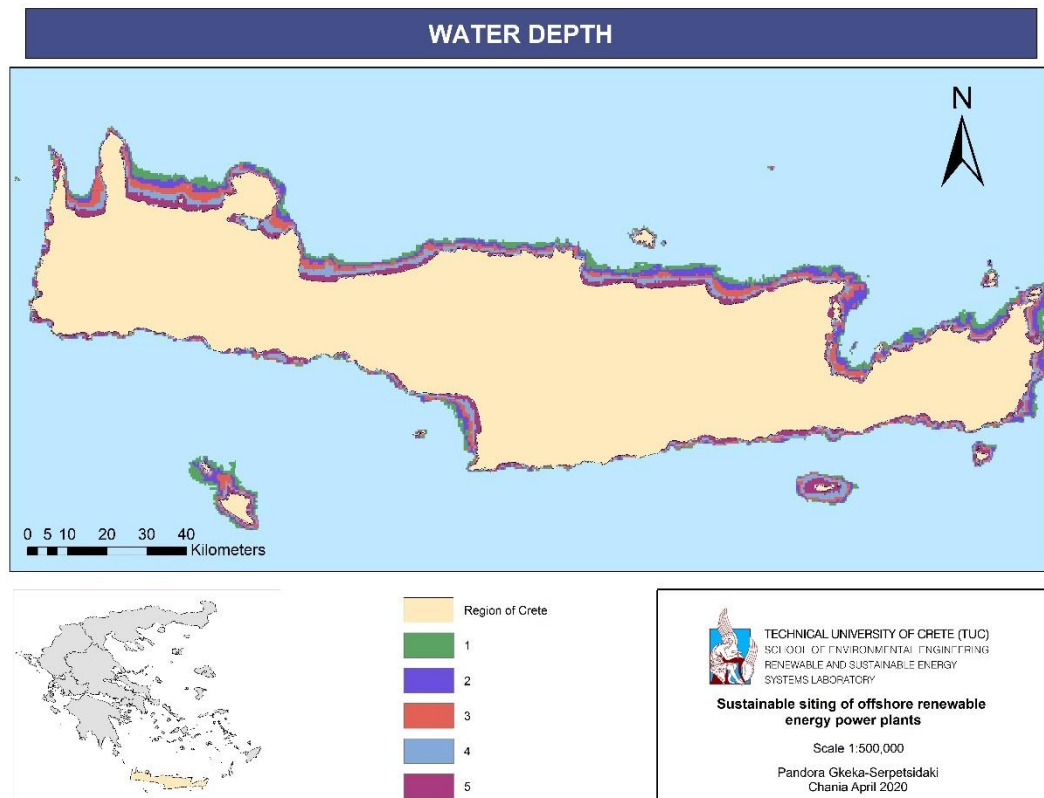 WATER DEPTH
N
0 5 10 20 30 40
Kilometers
Region of Crete
1
2
3
4
5
TECHNICAL UNIVERSITY OF CRETE (TUC)
SCHOOL OF ENVIRONMENTAL ENGINEERING
RENEWABLE AND SUSTAINABLE ENERGY
SYSTEMS LABORATORY
Sustainable siting of offshore renewable
energy power plants
Scale 1:500,000
Pandora Gkeka-Serpetsidaki
Chania April 2020